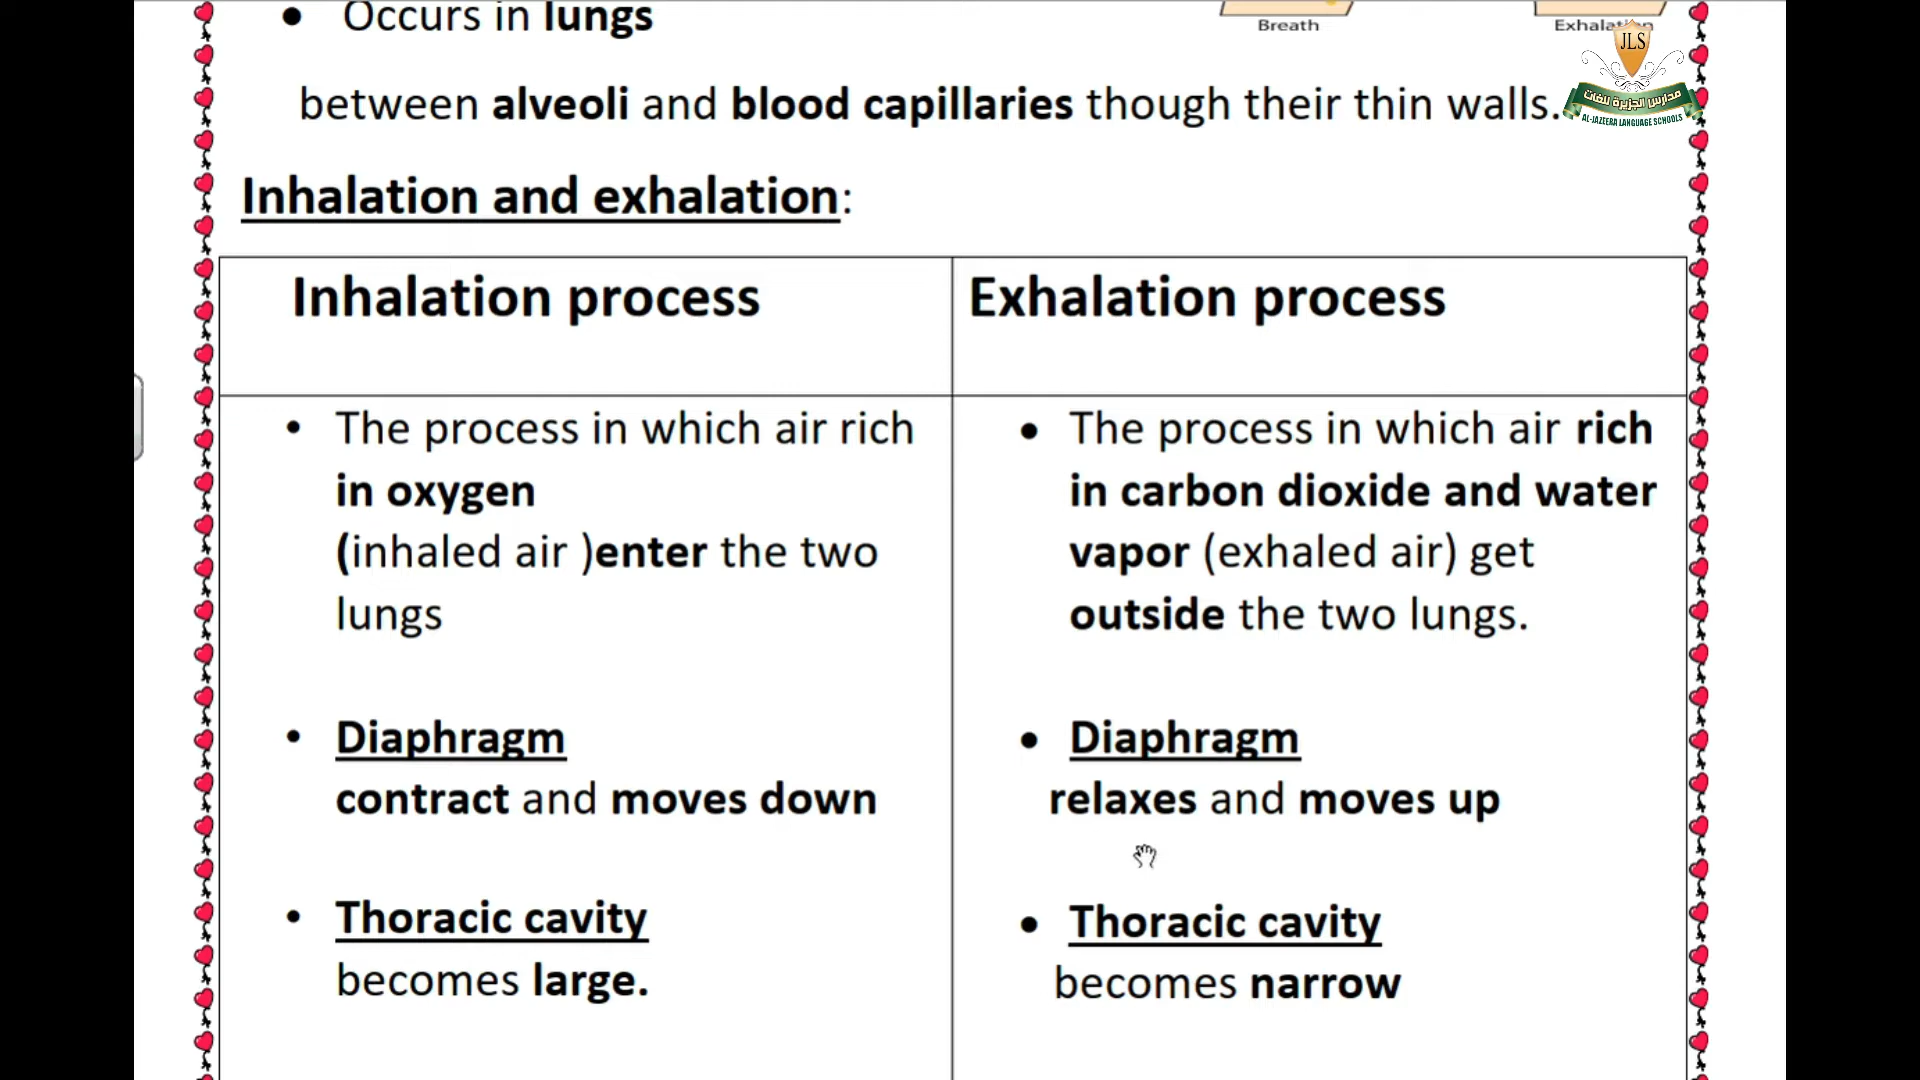 • Occurs in lungs
Breath
Exhalation
JLS
مدارس الجزيرة للغات
AL-JAZEERA LANGUAGE SCHOOLS
between alveoli and blood capillaries though their thin walls.
Inhalation and exhalation:
Inhalation process
Exhalation process
• The process in which air rich
in oxygen
(inhaled air )enter the two
lungs
• Diaphragm
contract and moves down
• Thoracic cavity
becomes large.
• The process in which air rich
in carbon dioxide and water
vapor (exhaled air) get
outside the two lungs.
• Diaphragm
relaxes and moves up
• Thoracic cavity
becomes narrow